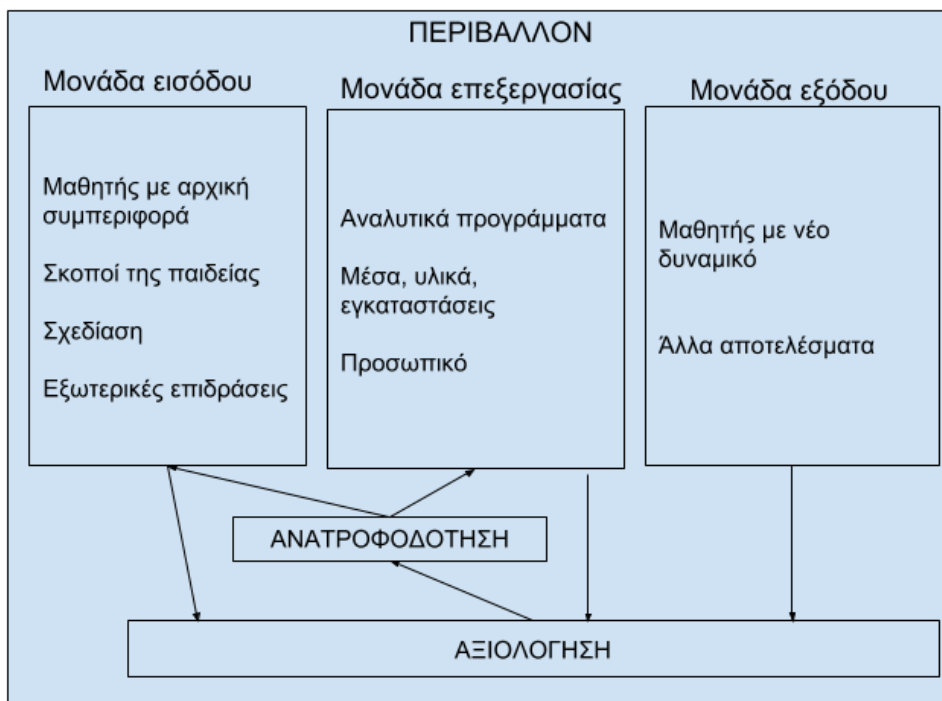 ΠΕΡΙΒΑΛΛΟΝ
Μονάδα εισόδου
Μαθητής με αρχική
συμπεριφορά
Σκοποί της παιδείας
Σχεδίαση
Εξωτερικές επιδράσεις
Μονάδα επεξεργασίας
Αναλυτικά προγράμματα
Μέσα, υλικά,
εγκαταστάσεις
Προσωπικό
Μονάδα εξόδου
Μαθητής με νέο
δυναμικό
Άλλα αποτελέσματα
ΑΝΑΤΡΟΦΟΔΟΤΗΣΗ
ΑΞΙΟΛΟΓΗΣΗ